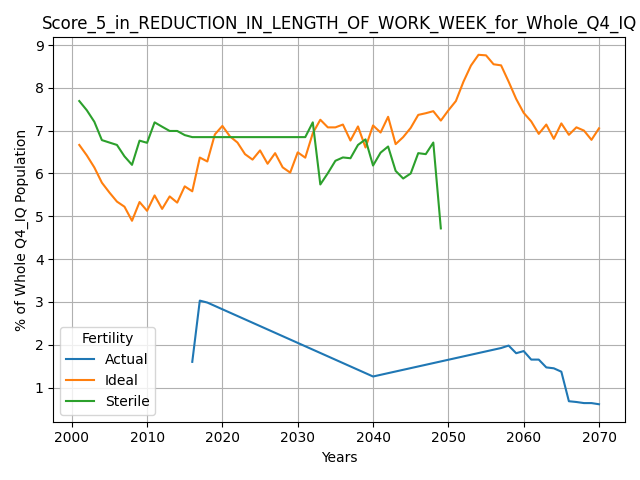 Score_5_in_REDUCTION_IN_LENGTH_OF_WORK_WEEK_for_Whole_Q4_IQ
% of Whole Q4_IQ Population
9
8
7
6
5
4
3
2
1
Fertility
Actual
Ideal
Sterile
2000 2010 2020 2030 2040 2050 2060 2070
Years